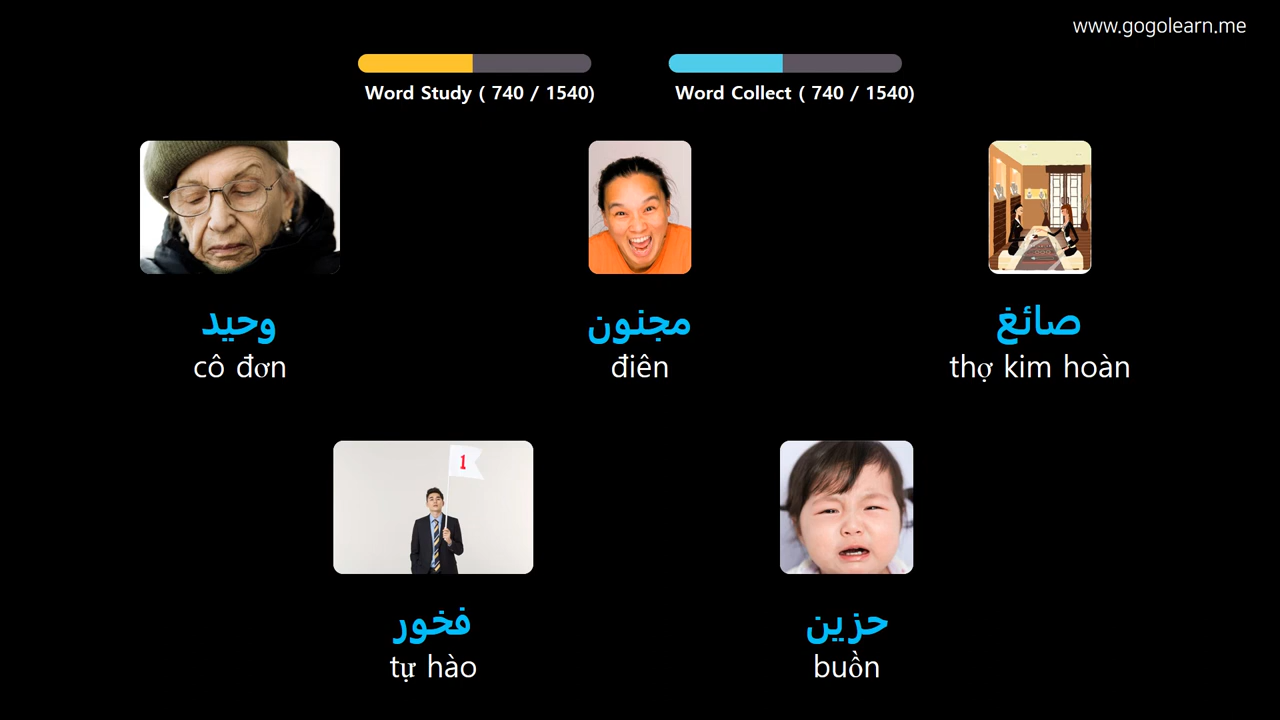 www.gogolearn.me
Word Study ( 740 / 1540)
Word Collect ( 740 / 1540)
وحيد
cô đơn
مجنون
điên
صائغ
thợ kim hoàn
1
فخور
tự hào
حزين
buồn